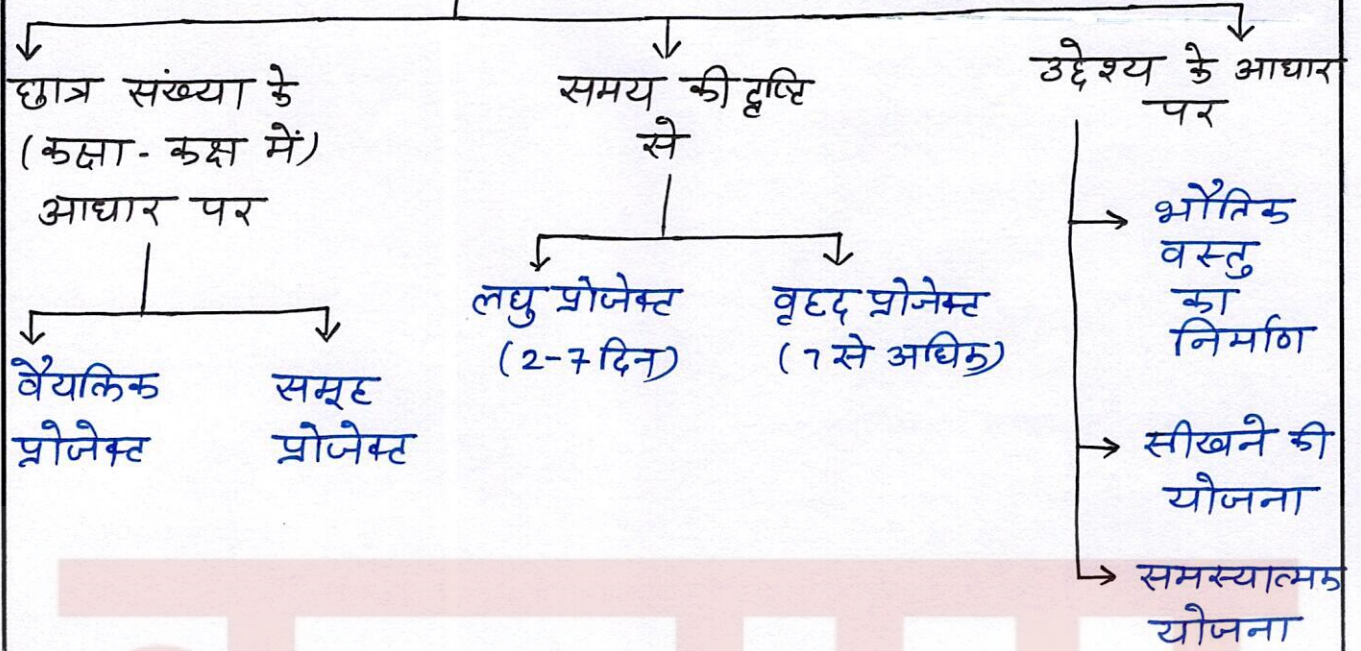 छात्र संख्या के
(कक्षा - कक्ष में)
आधार पर
वैयक्तिक
प्रोजेक्ट
समूह
प्रोजेक्ट
समय की दृष्टि
से
लघु प्रोजेक्ट
(2-7 दिन)
वृहद प्रोजेक्ट
(7 से अधिक)
उद्देश्य के आधार
पर
भौतिक
वस्तु
का
निर्माण
सीखने की
योजना
समस्यात्मक
योजना